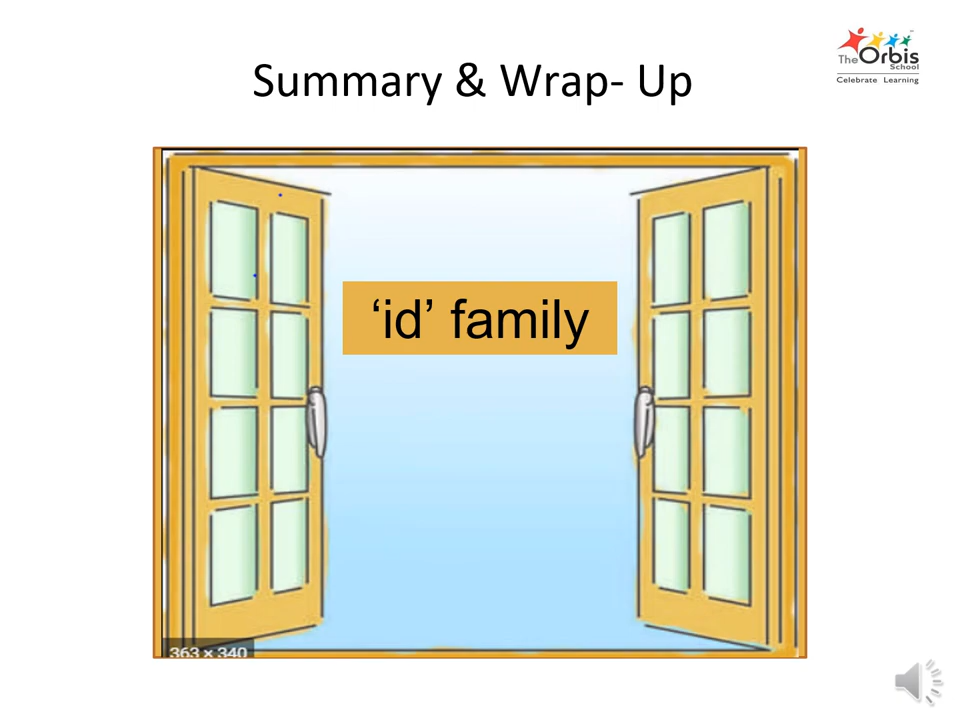 Summary & Wrap- Up
The Orbis
School
Celebrate Learning
‘id’ family
363 × 340